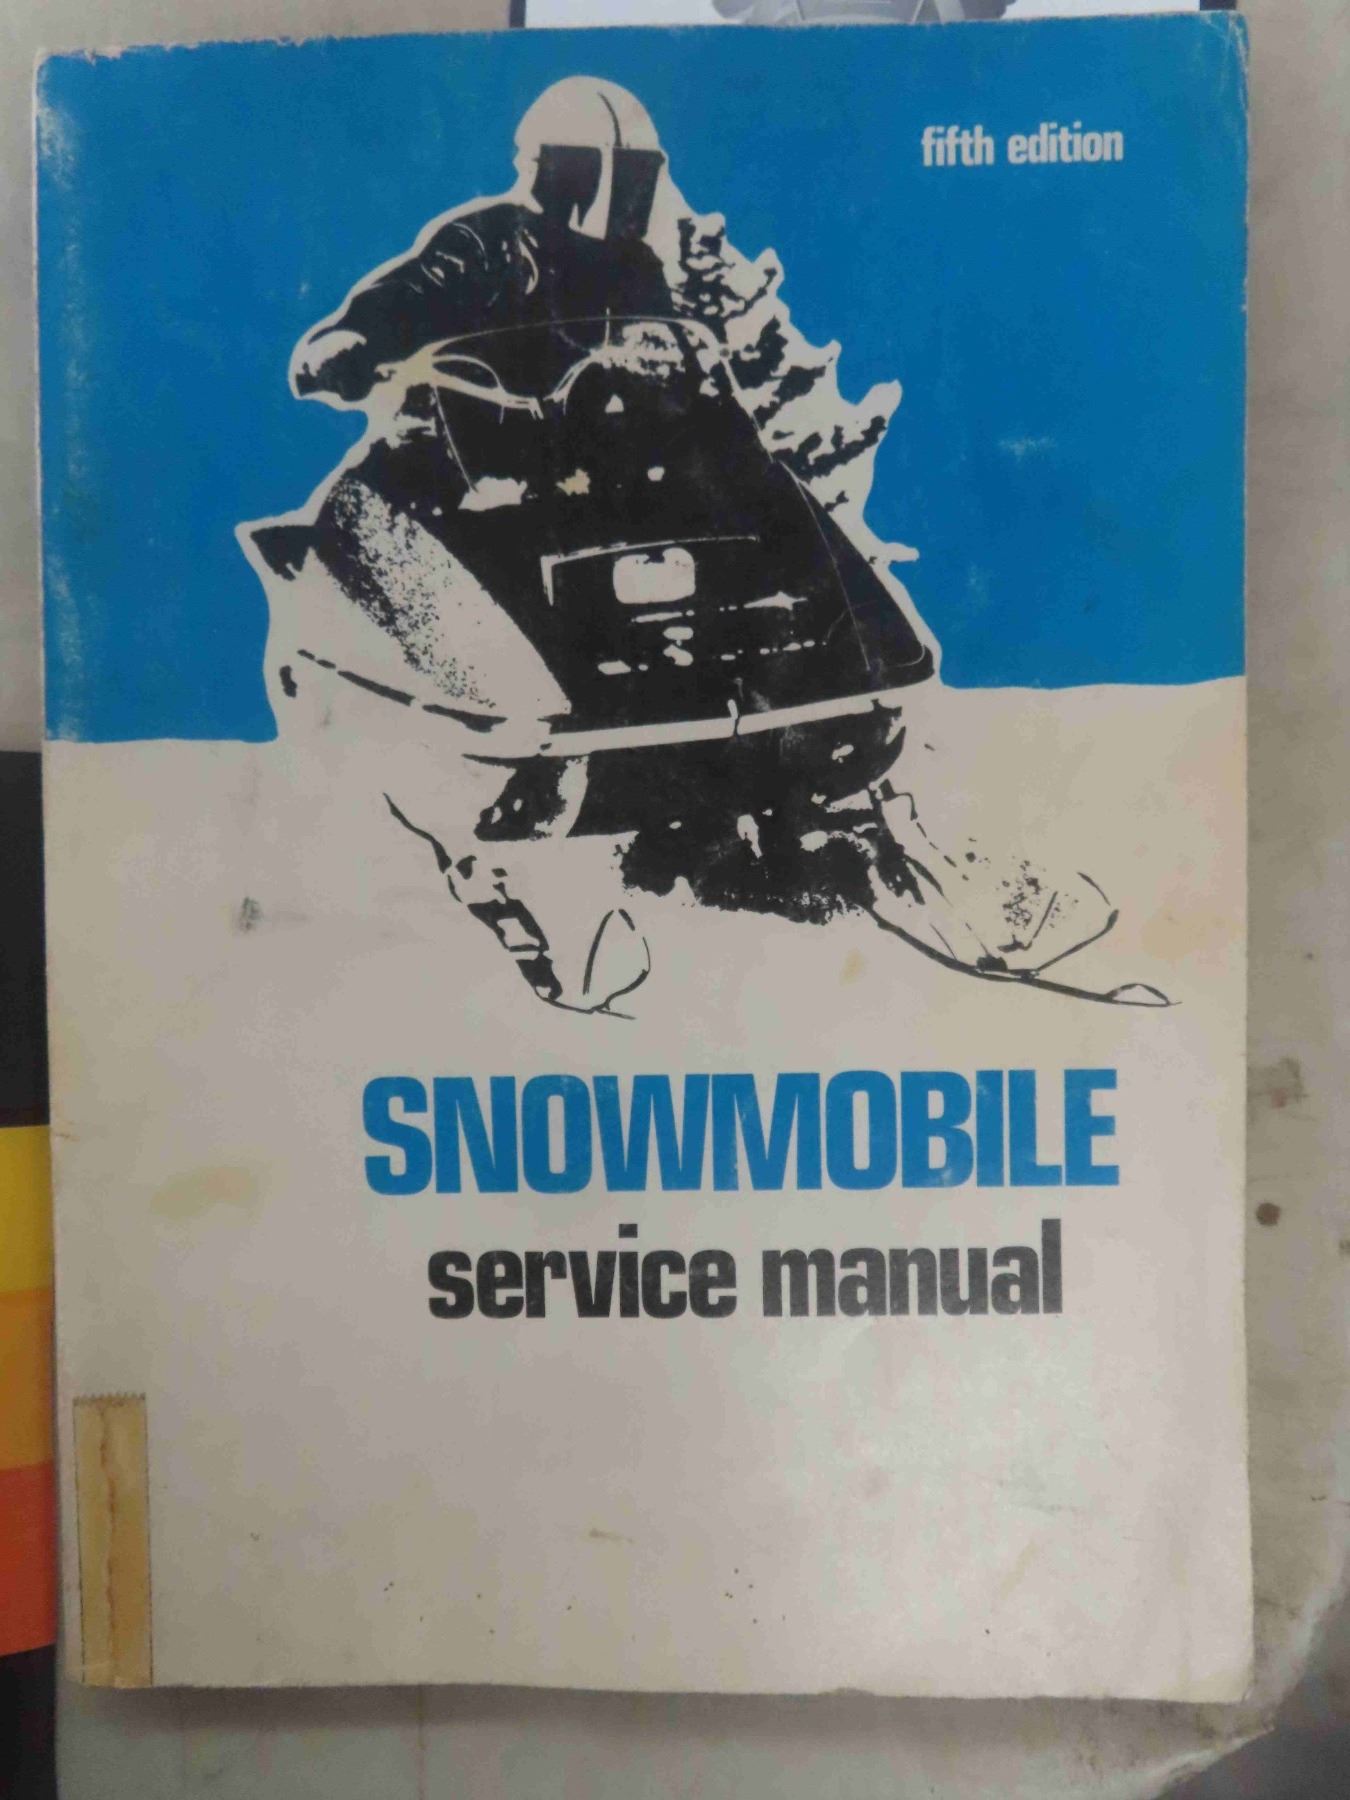 fifth edition
SNOWMOBILE
service manual